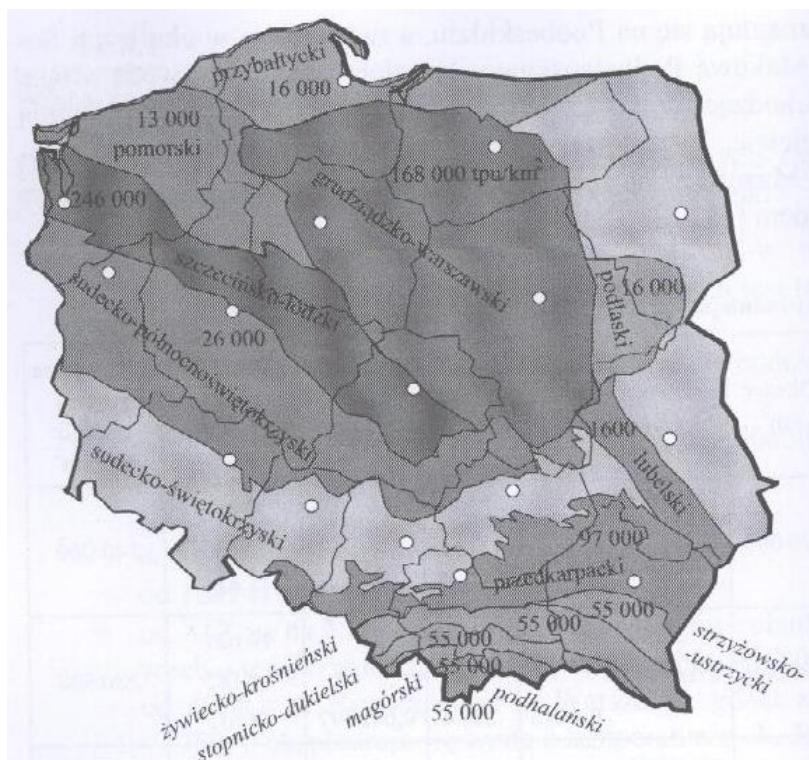 przybałtycki
16 000
13 000
pomorski
168 000 tpu/km²
246 000
grudziądzko-warszawski
szczecińsko-łódzki
podlaski
16 000
sudecko-północnoświętokrzyski
26 000
1600
lubelski
sudecko-świętokrzyski
97 000
przedkarpacki
55 000
55 000
55 000
55 000
55 000
strzyżowsko-
-ustrzycki
żywiecko-krośnieński
stopnicko-dukielski
magórski
podhalański